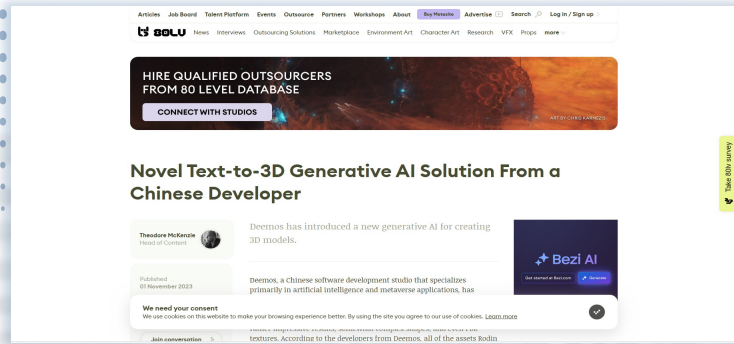 Articles Job Board Talent Platform Events Outsource Partners Workshops About Buy Metasite Advertise Search Log in / Sign up
80LV News Interviews Outsourcing Solutions Marketplace Environment Art Character Art Research VFX Props more
HIRE QUALIFIED OUTSOURCERS
FROM 80 LEVEL DATABASE
CONNECT WITH STUDIOS
Take 80lv survey
Novel Text-to-3D Generative AI Solution From a
Chinese Developer
Theodore McKenzie
Head of Content
Deemos has introduced a new generative AI for creating
3D models.
Bezi AI
Get started at Bezi.com Generate
Published
01 November 2023
Deemos, a Chinese software development studio that specializes
primarily in artificial intelligence and metaverse applications, has
We need your consent
We use cookies on this website to make your browsing experience better. By using the site you agree to our use of cookies. Learn more
Join conversation
textures. According to the developers from Deemos, all of the assets Rodin